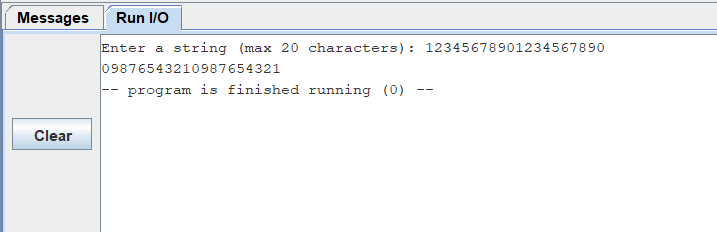 Messages Run I/O
Enter a string (max 20 characters): 12345678901234567890
09876543210987654321
-- program is finished running (0) --
Clear